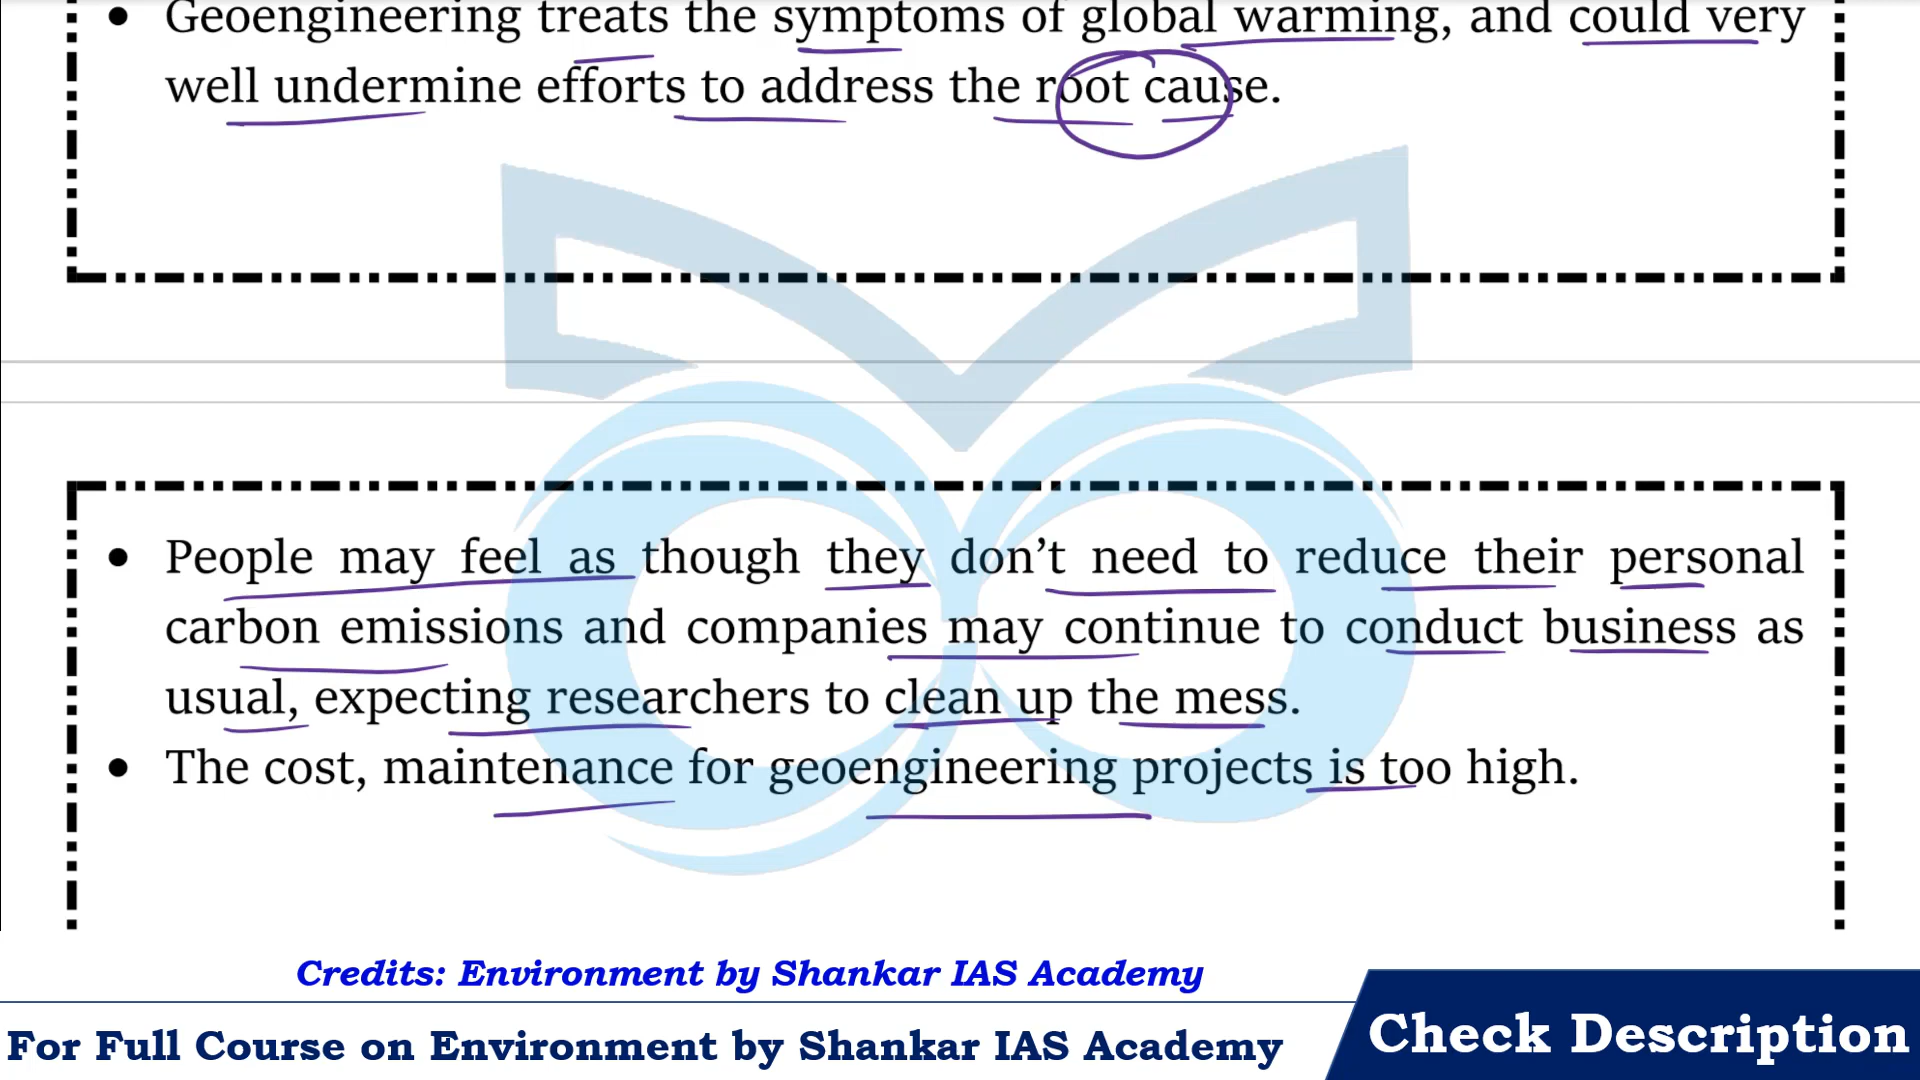 • Geoengineering treats the symptoms of global warming, and could very
well undermine efforts to address the root cause.
• People may feel as though they don’t need to reduce their personal
carbon emissions and companies may continue to conduct business as
usual, expecting researchers to clean up the mess.
• The cost, maintenance for geoengineering projects is too high.
Credits: Environment by Shankar IAS Academy
For Full Course on Environment by Shankar IAS Academy
Check Description